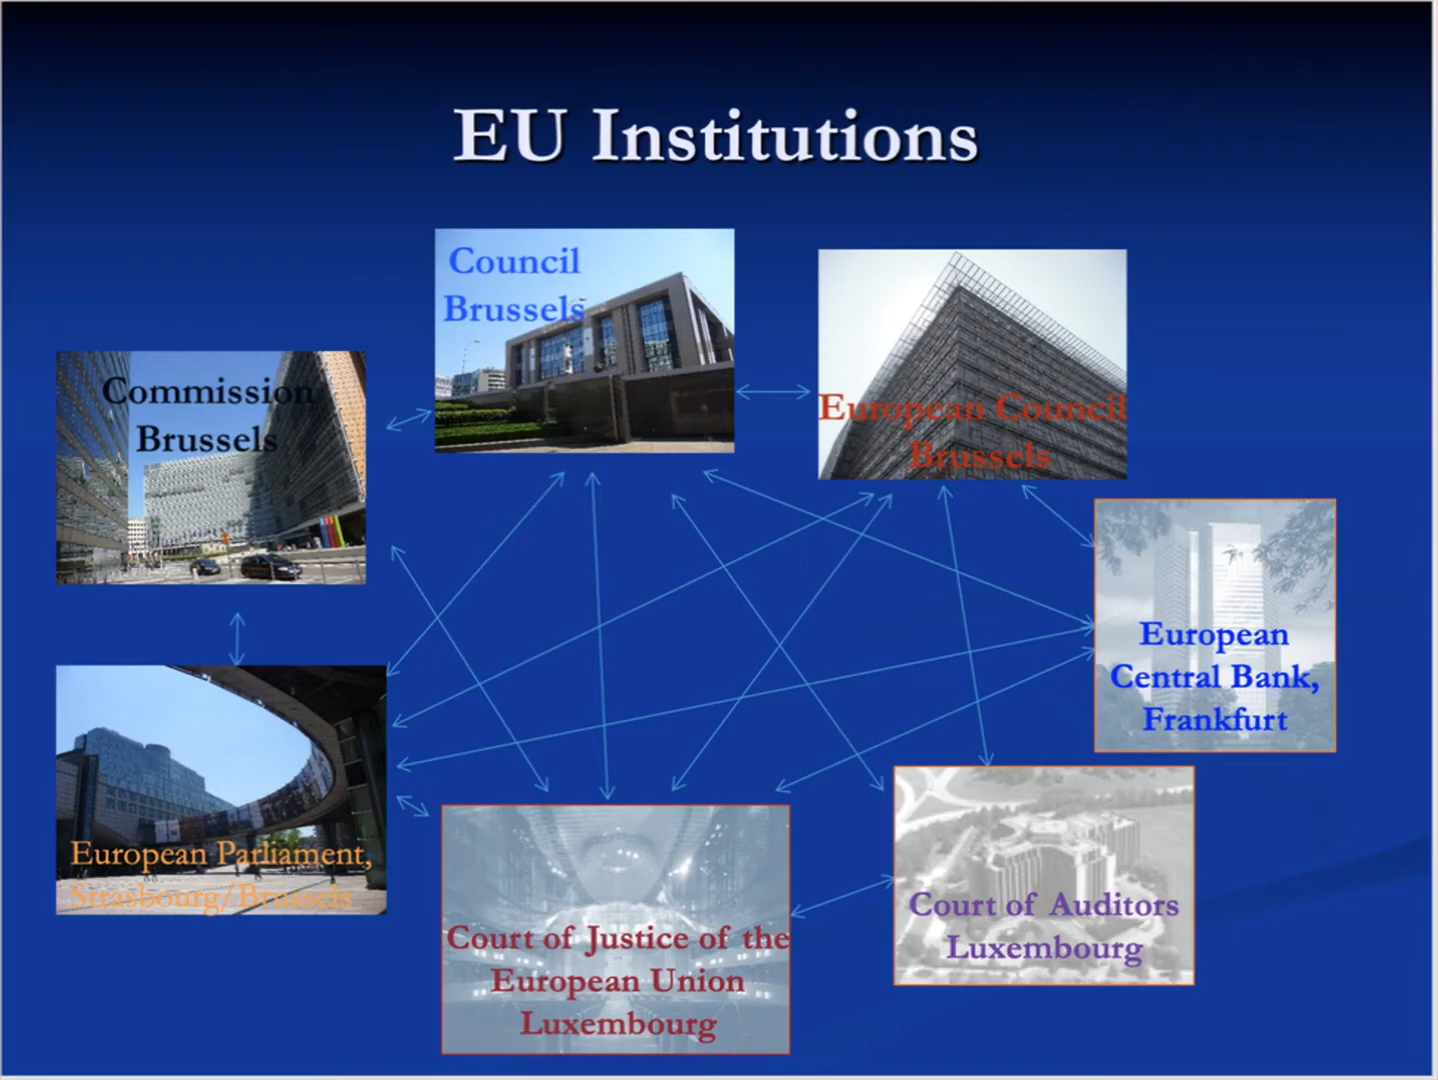 EU Institutions
Council
Brussels
European Council
Brussels
Commission
Brussels
European
Central Bank,
Frankfurt
European Parliament,
Strasbourg/Brussels
Court of Justice of the
European Union
Luxembourg
Court of Auditors
Luxembourg